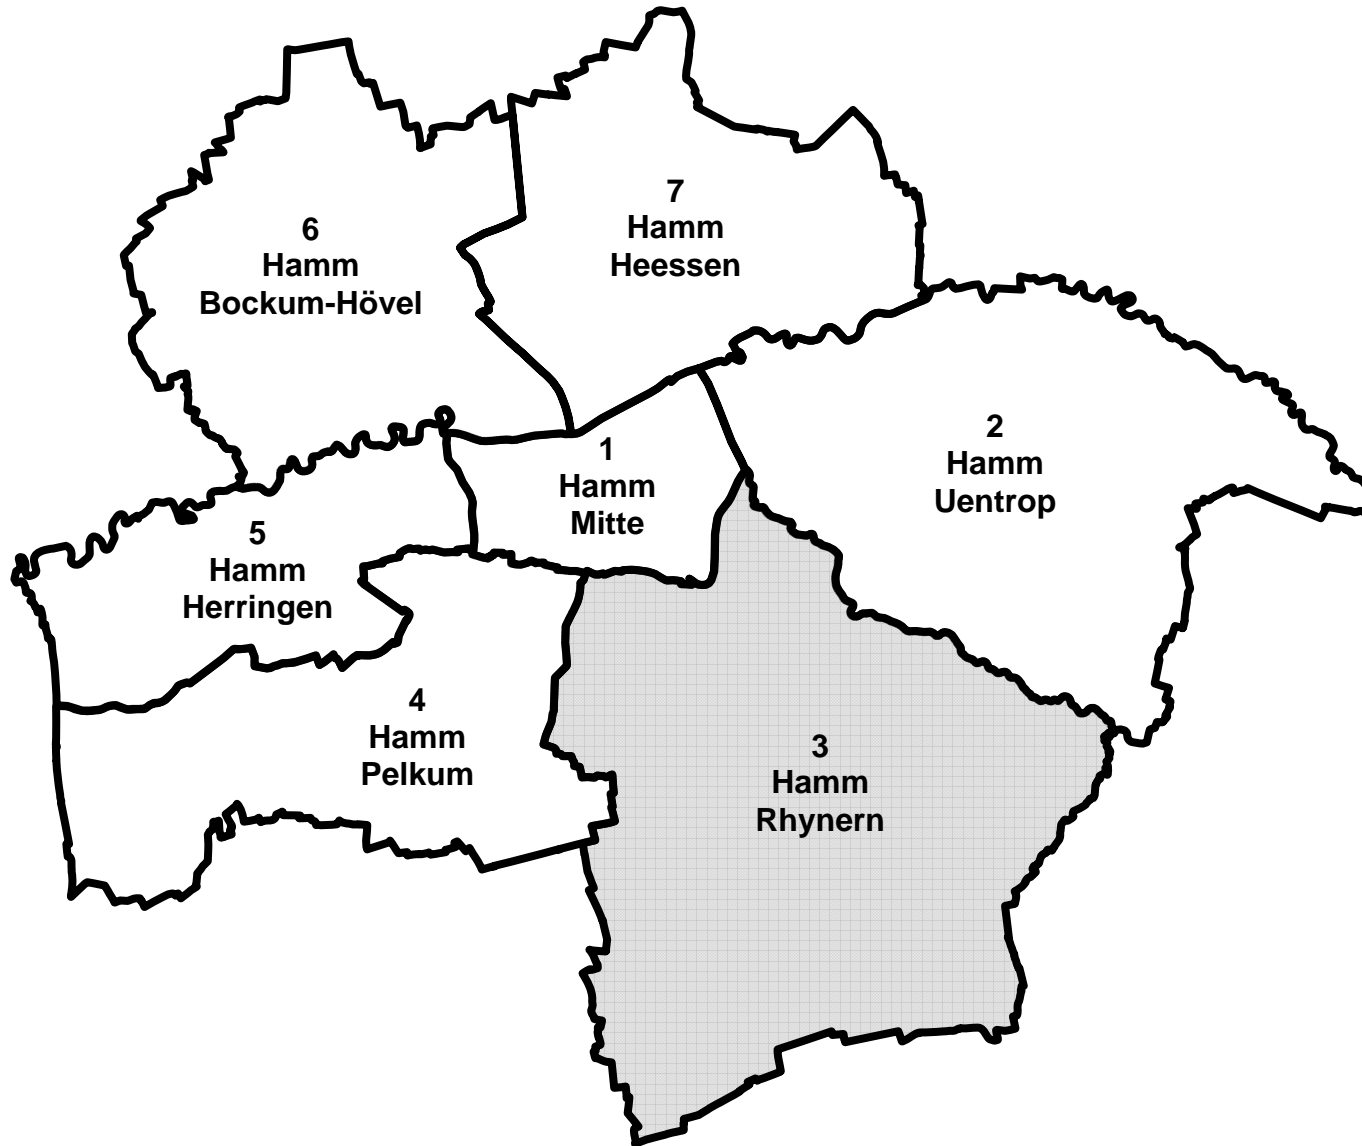 7
Hamm
Heessen
6
Hamm
Bockum-Hövel
2
Hamm
Uentrop
1
Hamm
Mitte
5
Hamm
Herringen
4
Hamm
Pelkum
3
Hamm
Rhynern